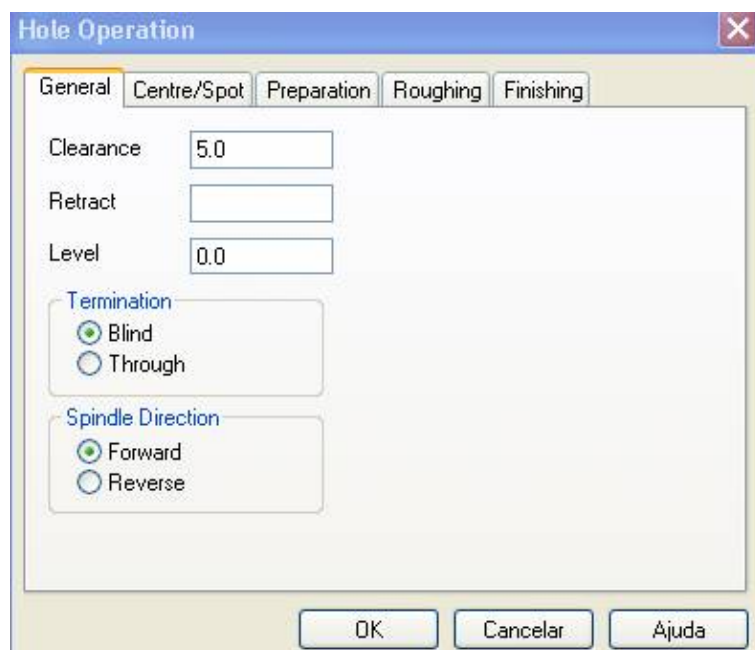 Hole Operation
General Centre/Spot Preparation Roughing Finishing
Clearance 5.0
Retract
Level 0.0
Termination
Blind
Through
Spindle Direction
Forward
Reverse
OK Cancelar Ajuda